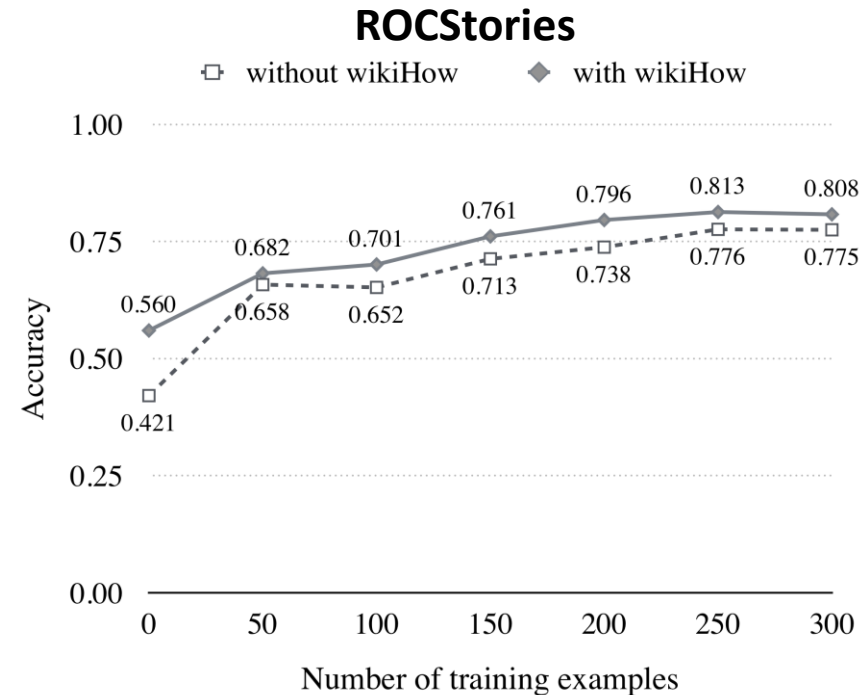 ROCStories
without wikiHow with wikiHow
1.00
0.75
0.50
0.25
0.00
Accuracy
0.560 0.682 0.701 0.761 0.796 0.813 0.808
0.421 0.658 0.652 0.713 0.738 0.776 0.775
0 50 100 150 200 250 300
Number of training examples